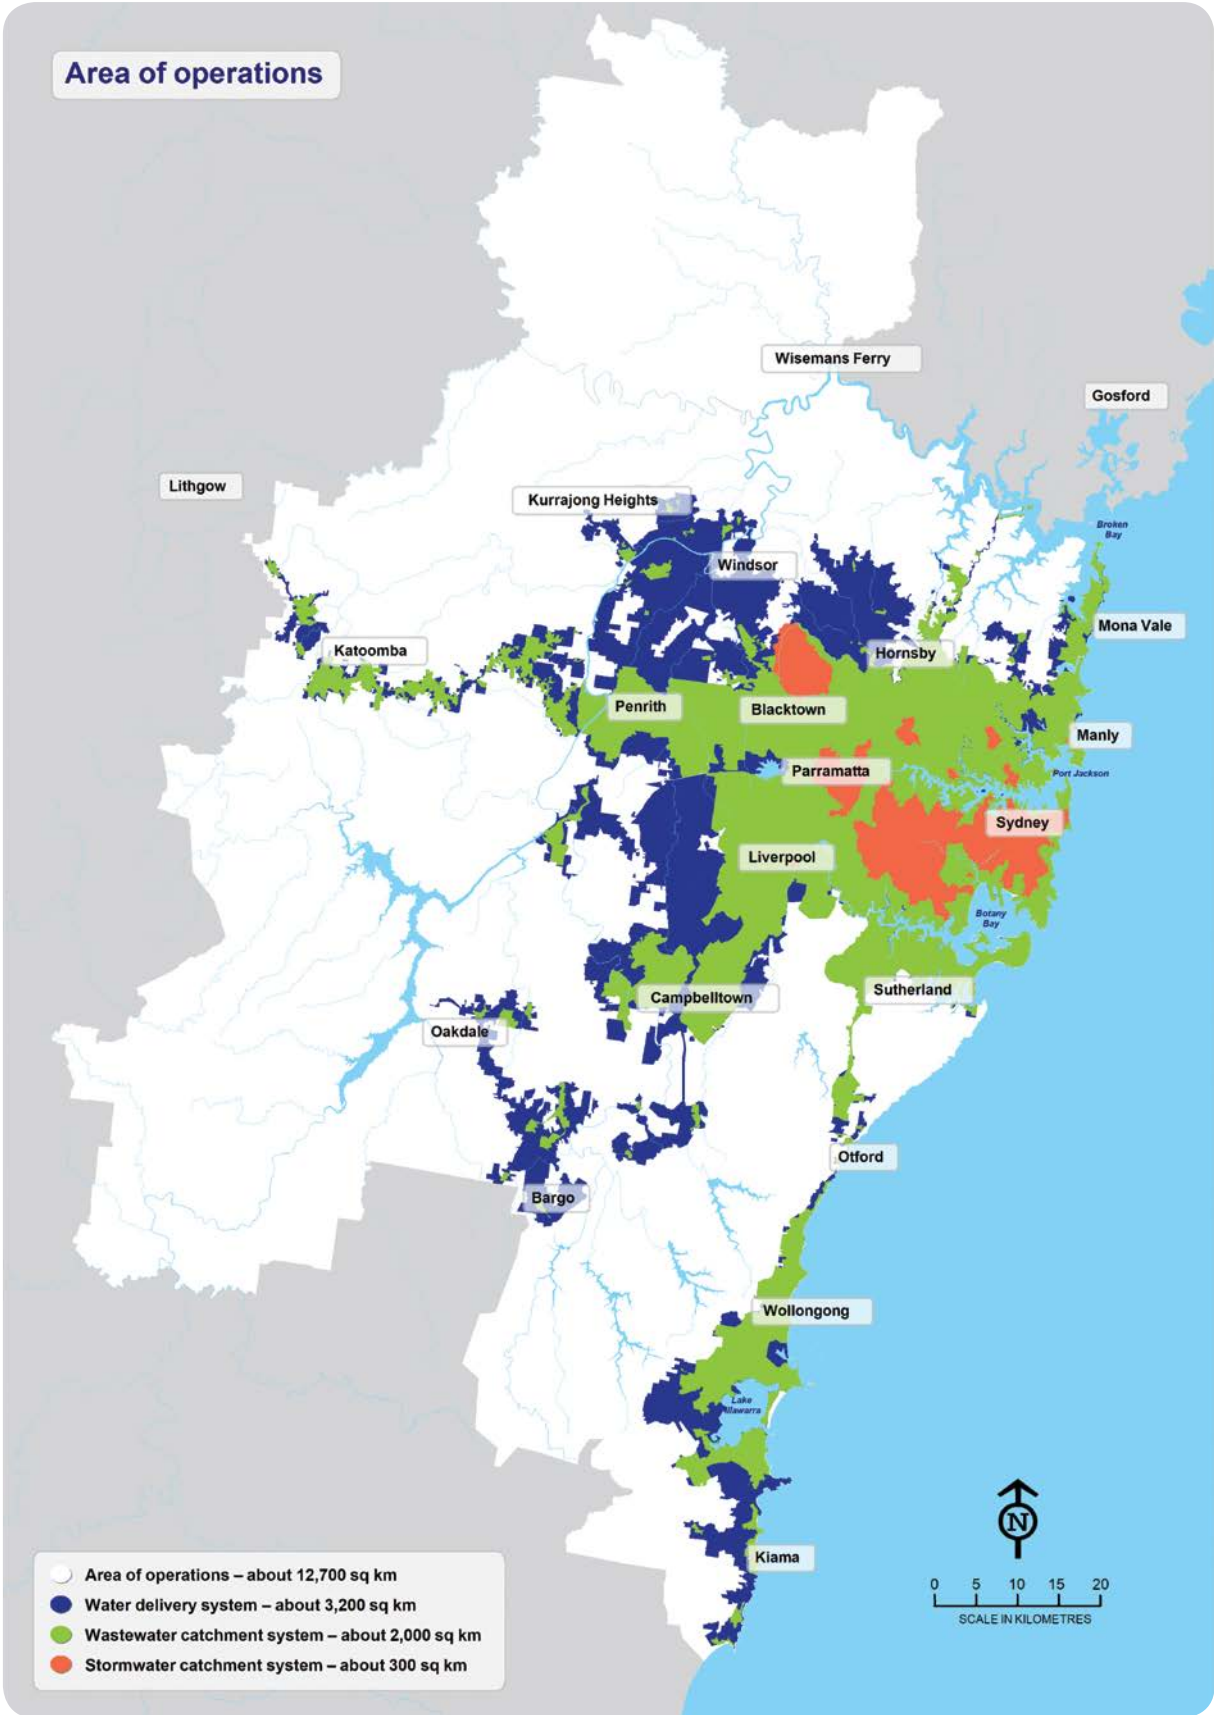 Area of operations
Wisemans Ferry
Gosford
Lithgow
Kurrajong Heights
Broken
Bay
Windsor
Mona Vale
Katoomba
Hornsby
Penrith
Blacktown
Manly
Parramatta
Port Jackson
Sydney
Liverpool
Botany
Bay
Sutherland
Campbelltown
Oakdale
Otford
Bargo
Wollongong
Lake
Illawarra
Kiama
N
0 5 10 15 20
SCALE IN KILOMETRES
Area of operations – about 12,700 sq km
Water delivery system – about 3,200 sq km
Wastewater catchment system – about 2,000 sq km
Stormwater catchment system – about 300 sq km